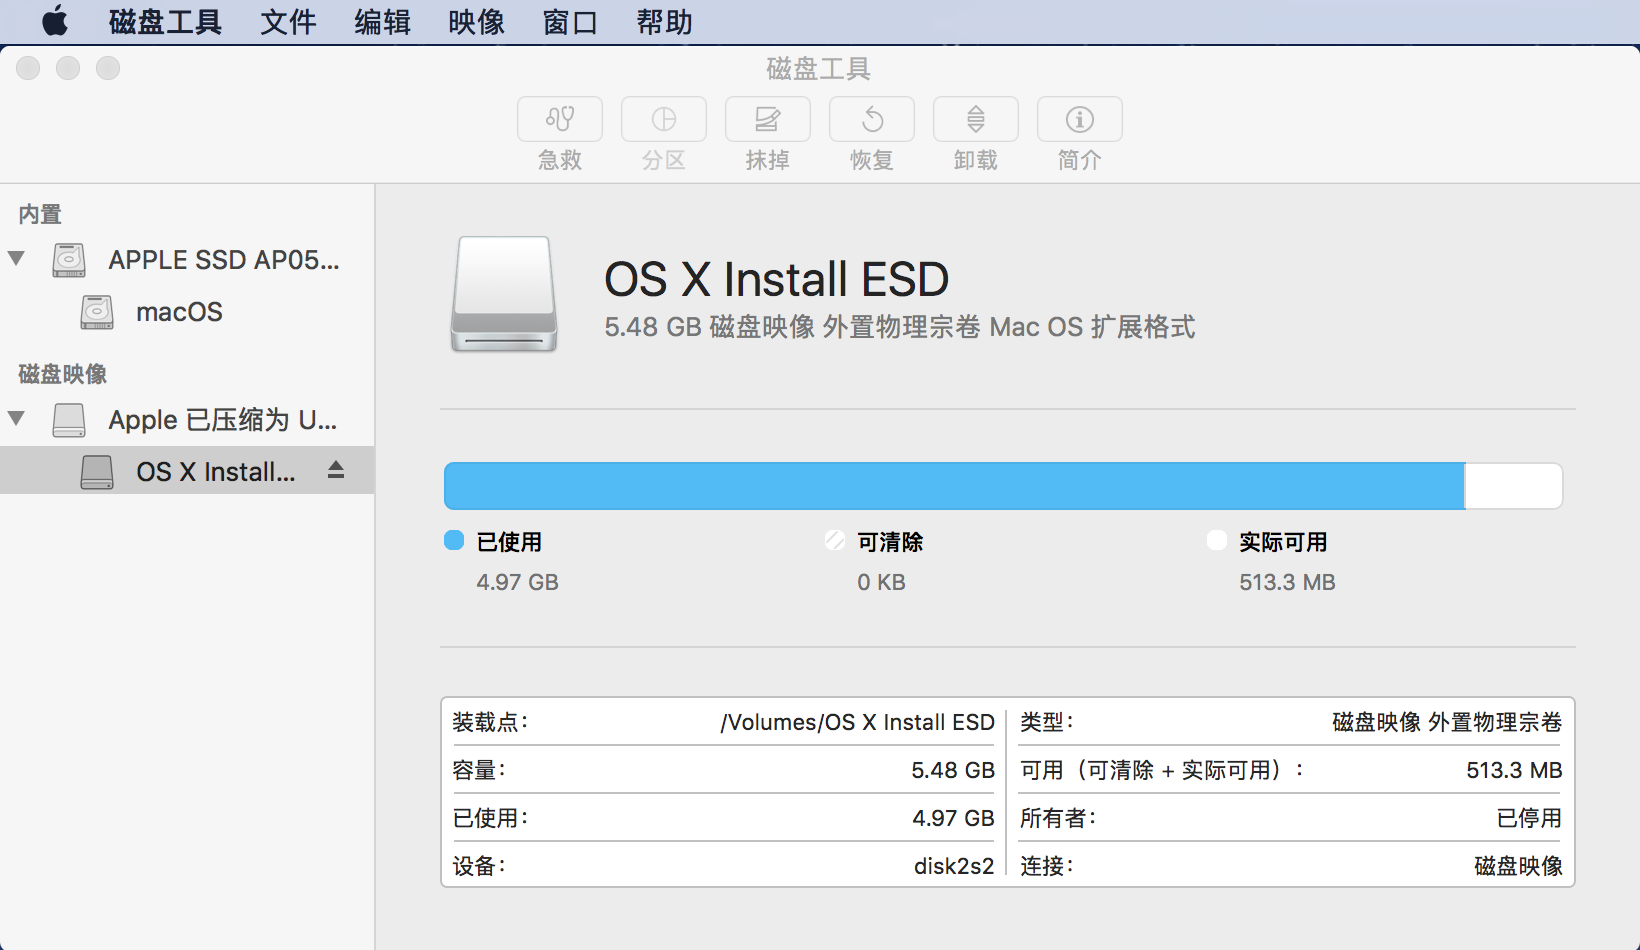 磁盘工具 文件 编辑 映像 窗口 帮助
磁盘工具
急救 分区 抹掉 恢复 卸载 简介
内置
APPLE SSD AP05...
macOS
磁盘映像
Apple 已压缩为 U...
OS X Install...
OS X Install ESD
5.48 GB 磁盘映像 外置物理宗卷 Mac OS 扩展格式
已使用 可清除 实际可用
4.97 GB 0 KB 513.3 MB
装载点： /Volumes/OS X Install ESD 类型： 磁盘映像 外置物理宗卷
容量： 5.48 GB 可用（可清除 + 实际可用）： 513.3 MB
已使用： 4.97 GB 所有者： 已停用
设备： disk2s2 连接： 磁盘映像